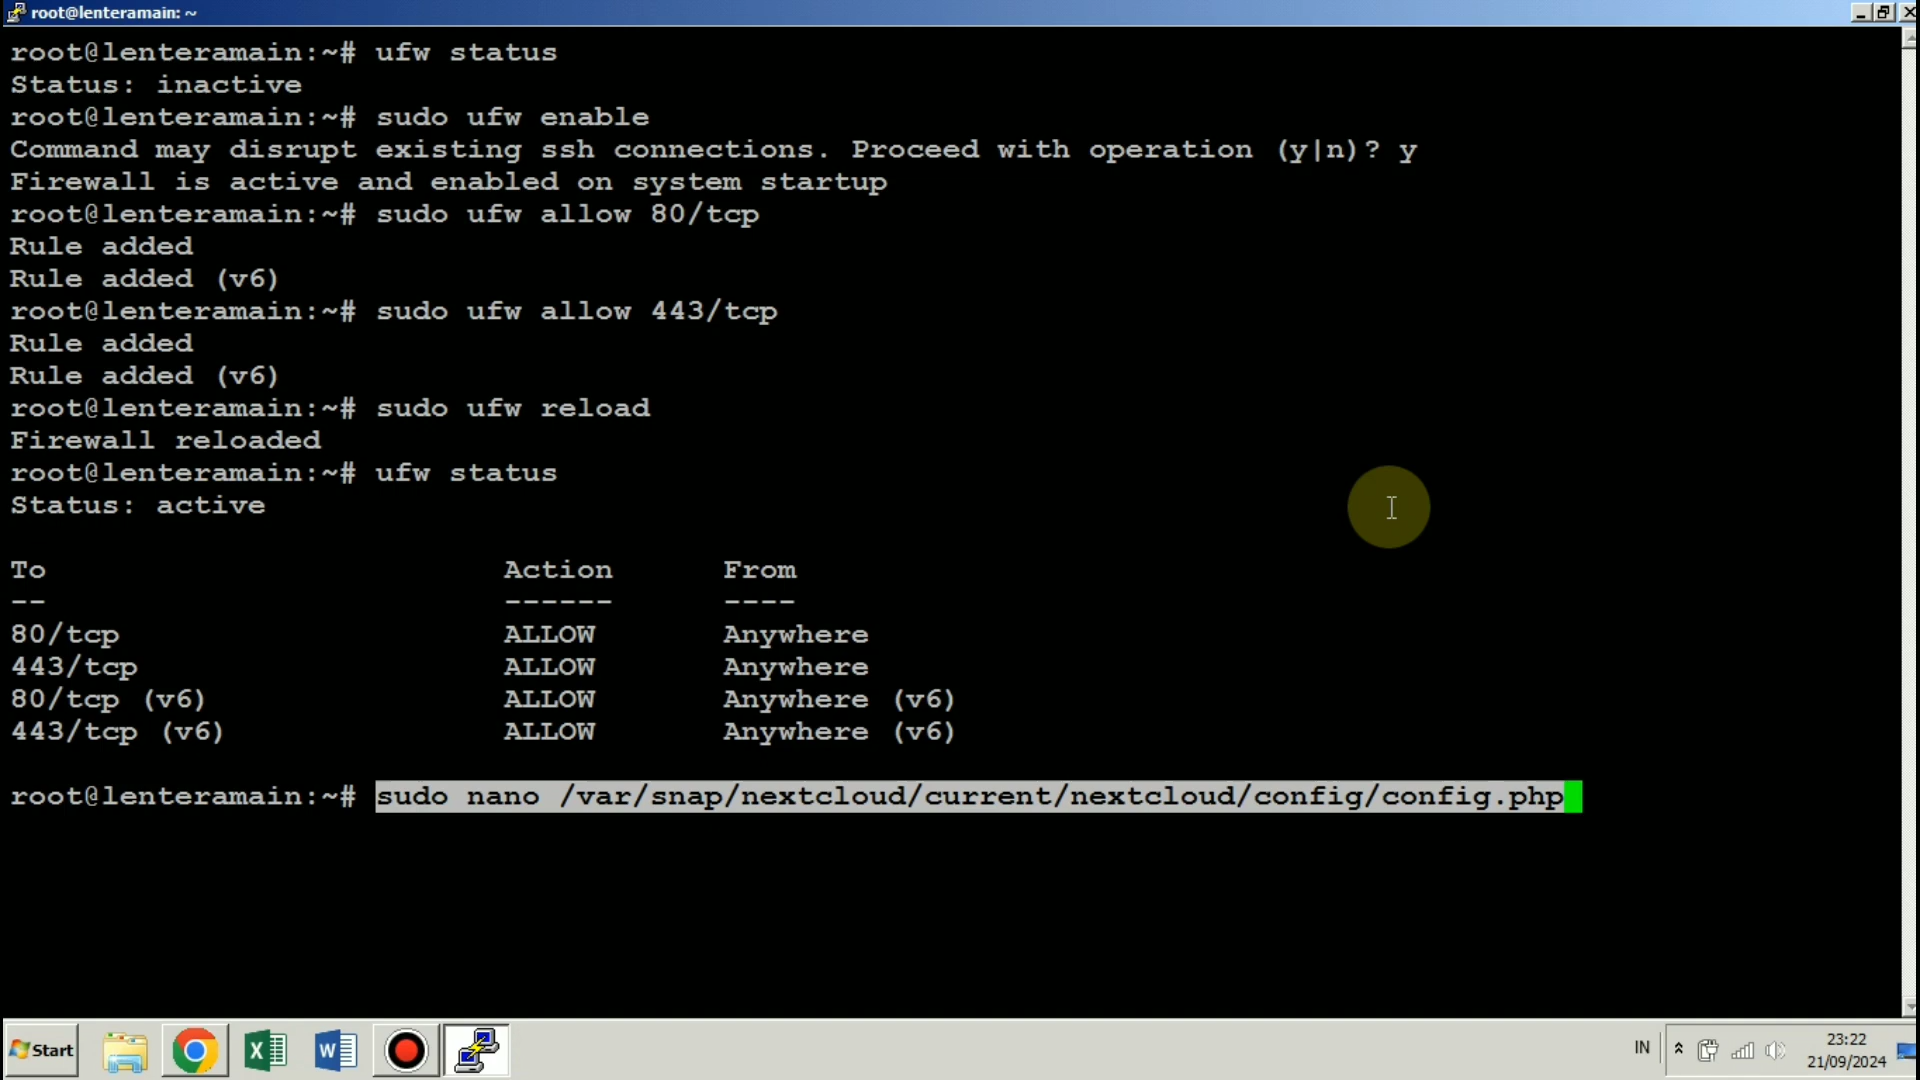 root@lenteramain: ~
root@lenteramain:~# ufw status
Status: inactive
root@lenteramain:~# sudo ufw enable
Command may disrupt existing ssh connections. Proceed with operation (y|n)? y
Firewall is active and enabled on system startup
root@lenteramain:~# sudo ufw allow 80/tcp
Rule added
Rule added (v6)
root@lenteramain:~# sudo ufw allow 443/tcp
Rule added
Rule added (v6)
root@lenteramain:~# sudo ufw reload
Firewall reloaded
root@lenteramain:~# ufw status
Status: active
To Action From
-- ------ ----
80/tcp ALLOW Anywhere
443/tcp ALLOW Anywhere
80/tcp (v6) ALLOW Anywhere (v6)
443/tcp (v6) ALLOW Anywhere (v6)
root@lenteramain:~# sudo nano /var/snap/nextcloud/current/nextcloud/config/config.php
Start
IN
23:22
21/09/2024